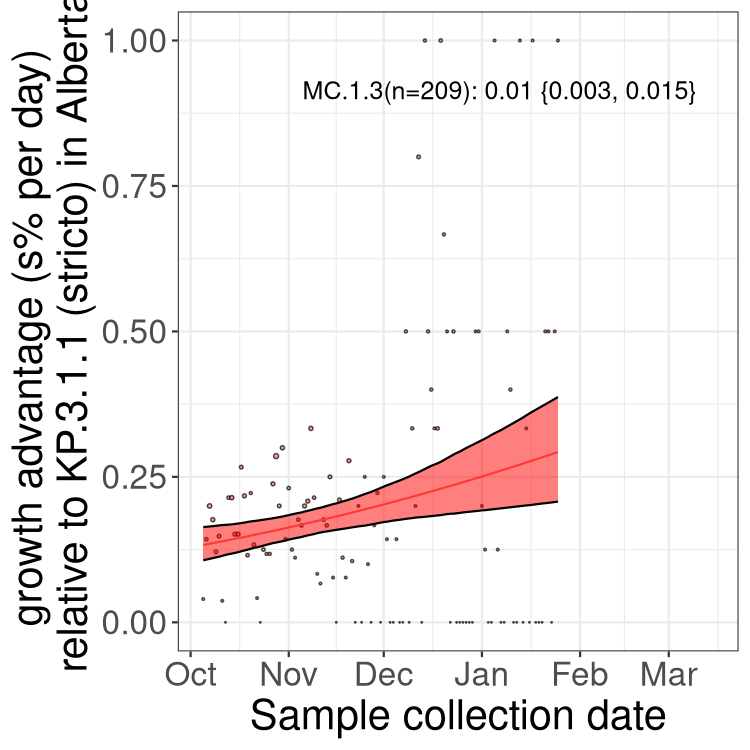 growth advantage (s% per day)
relative to KP.3.1.1 (stricto) in Alberta
1.00
0.75
0.50
0.25
0.00
MC.1.3(n=209): 0.01 {0.003, 0.015}
Oct Nov Dec Jan Feb Mar
Sample collection date